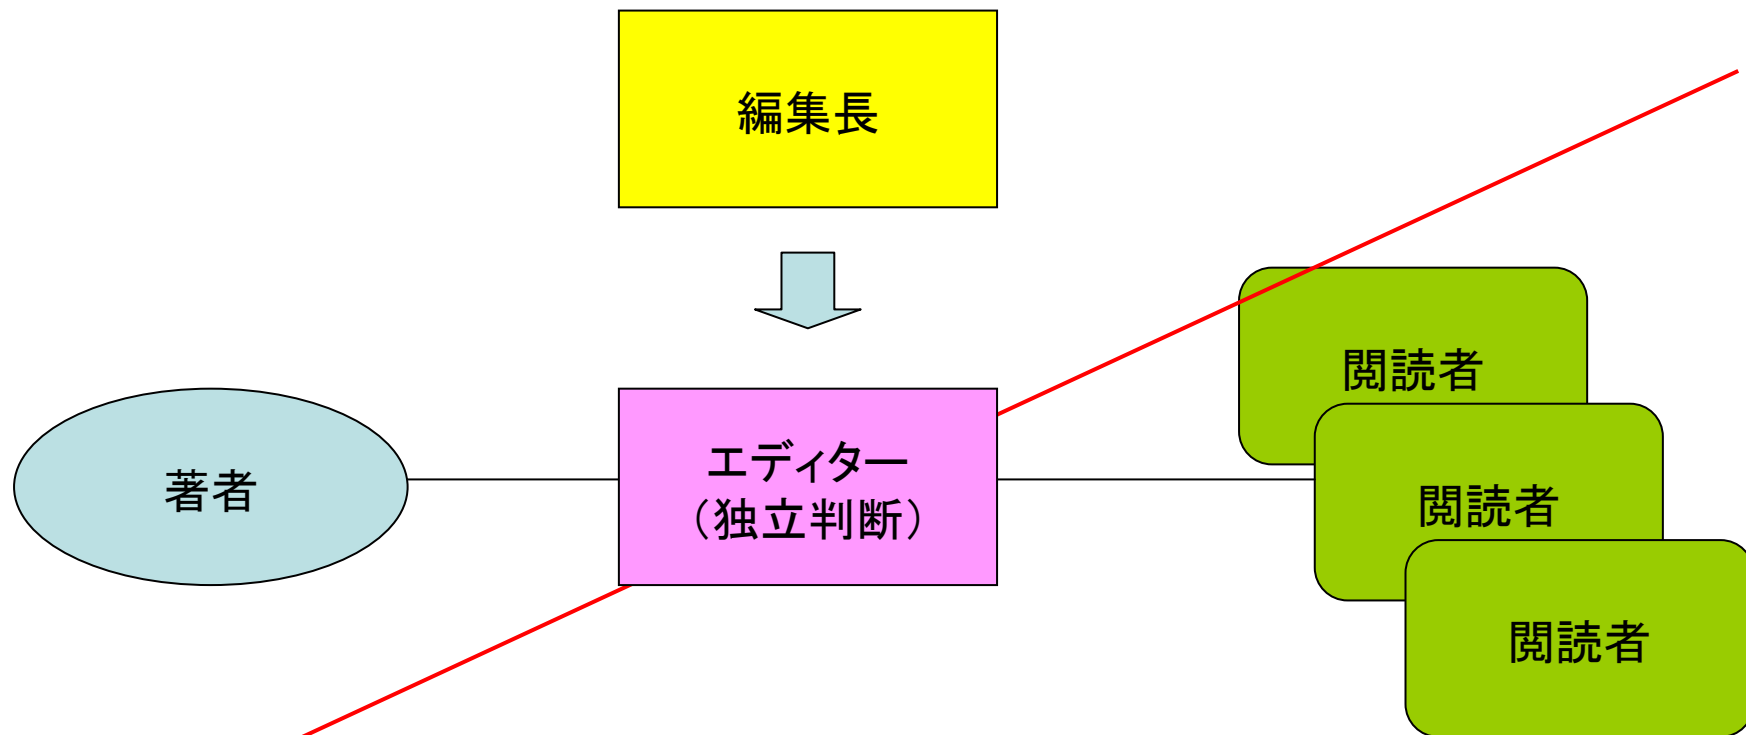 編集長
閲読者
著者
エディター
（独立判断）
閲読者
閲読者